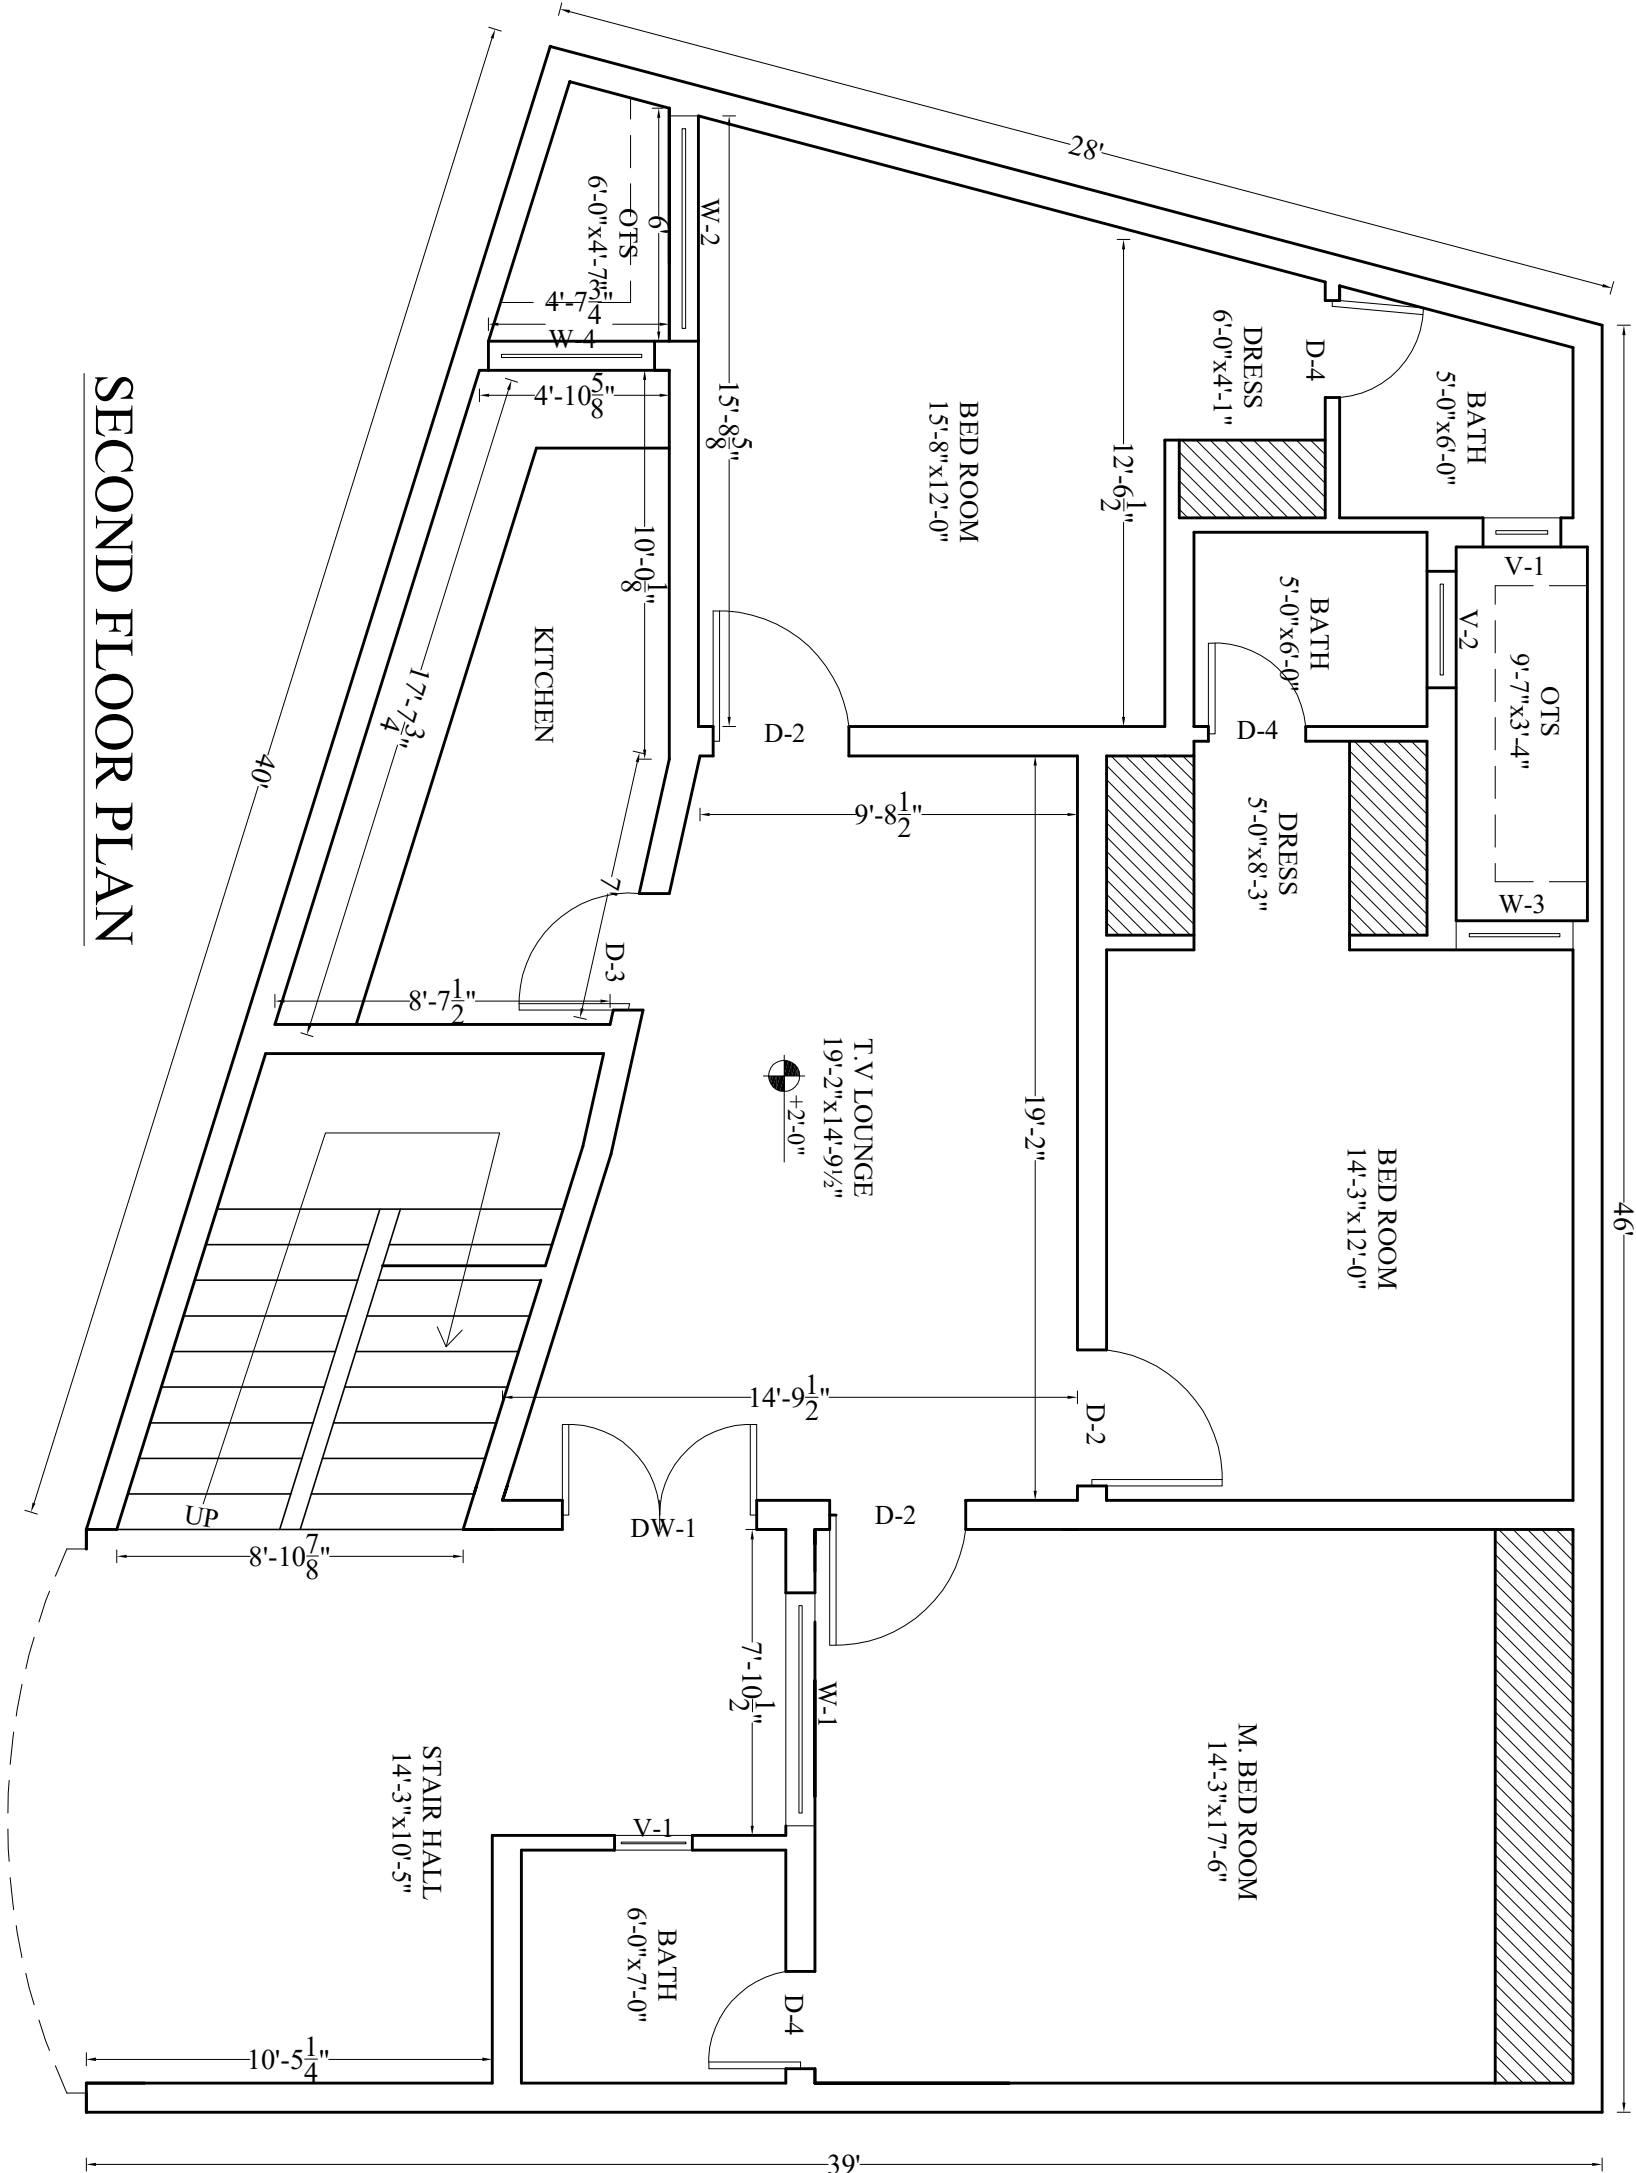 SECOND FLOOR PLAN
28'
46'
40'
39'
OTS
6'-0"x4'-7"
6'
4'-7 3/4"
W-4
W-2
4'-10 5/8"
15'-8 5/8"
10'-0 1/8"
17'-7 3/4"
KITCHEN
BED ROOM
15'-8"x12'-0"
12'-6 1/2"
DRESS
6'-0"x4'-1"
D-4
BATH
5'-0"x6'-0"
V-1
V-2
OTS
9'-7"x3'-4"
W-3
BATH
5'-0"x6'-0"
D-4
DRESS
5'-0"x8'-3"
D-2
9'-8 1/2"
7'
D-3
8'-7 1/2"
T.V LOUNGE
19'-2"x14'-9½"
+2'-0"
19'-2"
14'-9 1/2"
BED ROOM
14'-3"x12'-0"
D-2
D-2
DW-1
UP
8'-10 7/8"
7'-10 1/2"
W-1
M. BED ROOM
14'-3"x17'-6"
STAIR HALL
14'-3"x10'-5"
V-1
BATH
6'-0"x7'-0"
D-4
10'-5 1/4"